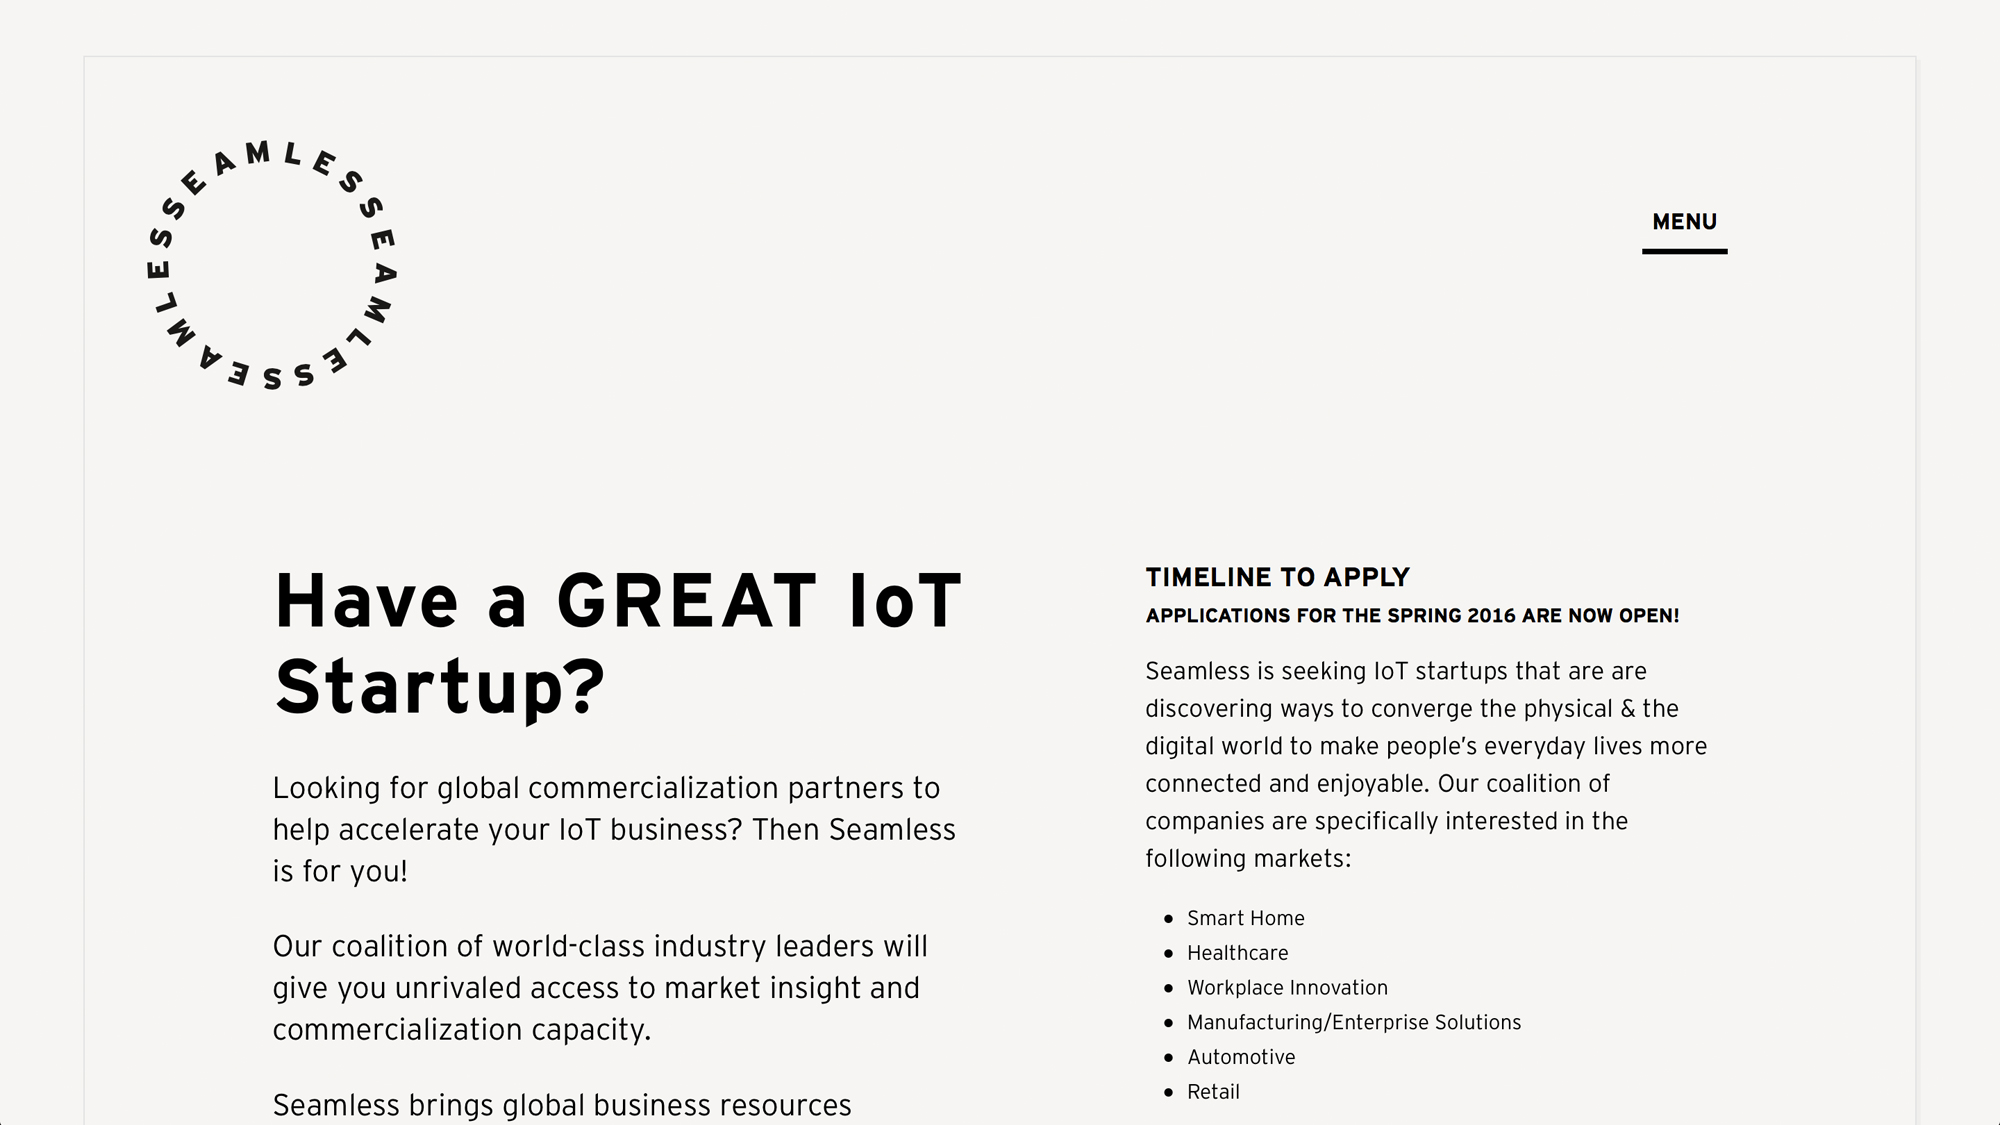 SEAMLESSSEAMLESSSEAMLESS
MENU
Have a GREAT IoT
Startup?
Looking for global commercialization partners to
help accelerate your IoT business? Then Seamless
is for you!
Our coalition of world-class industry leaders will
give you unrivaled access to market insight and
commercialization capacity.
Seamless brings global business resources
TIMELINE TO APPLY
APPLICATIONS FOR THE SPRING 2016 ARE NOW OPEN!
Seamless is seeking IoT startups that are are
discovering ways to converge the physical & the
digital world to make people's everyday lives more
connected and enjoyable. Our coalition of
companies are specifically interested in the
following markets:
• Smart Home
• Healthcare
• Workplace Innovation
• Manufacturing/Enterprise Solutions
• Automotive
• Retail